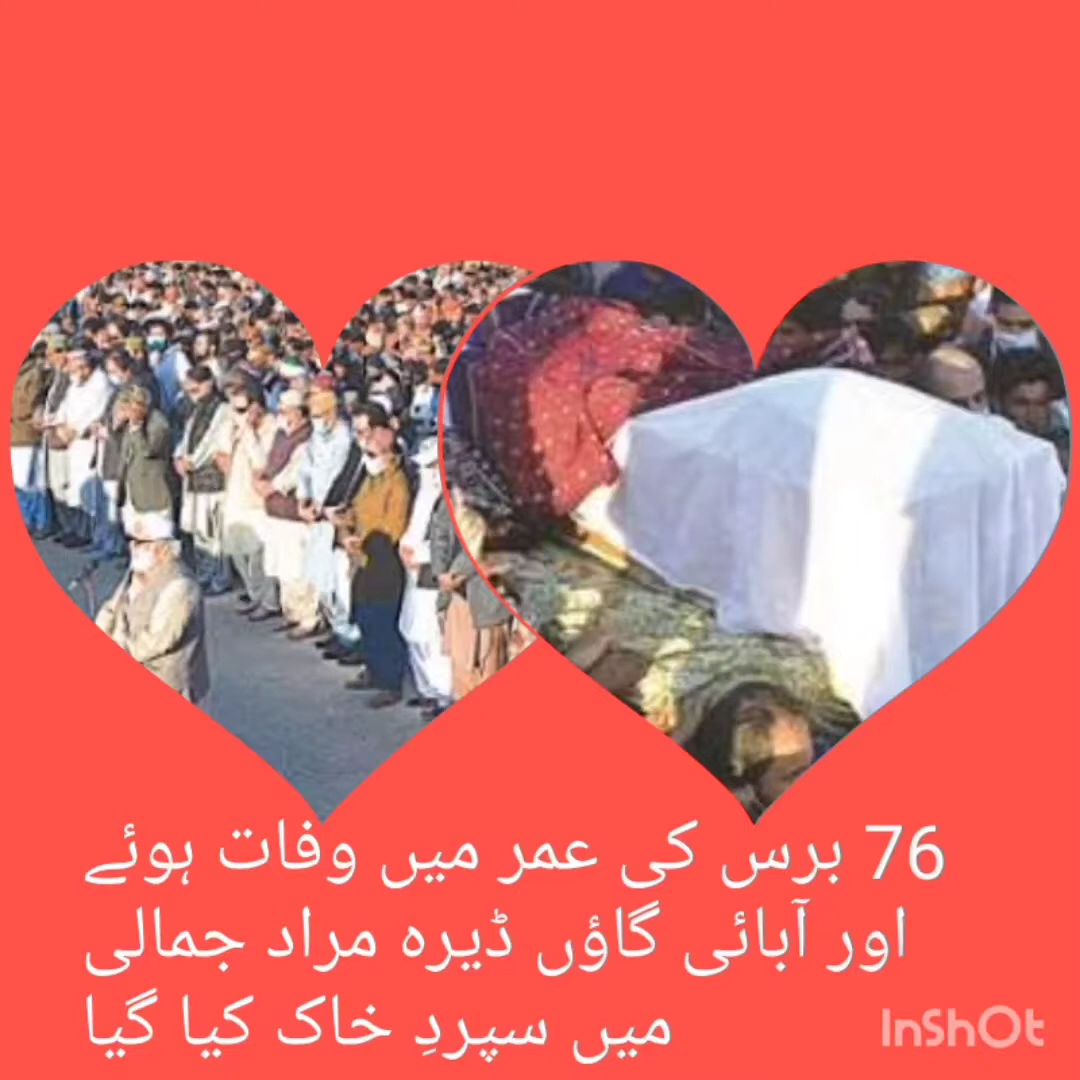 76 برس کی عمر میں وفات ہوئے
اور آبائی گاؤں ڈیرہ مراد جمالی
میں سپردِ خاک کیا گیا
InShOt